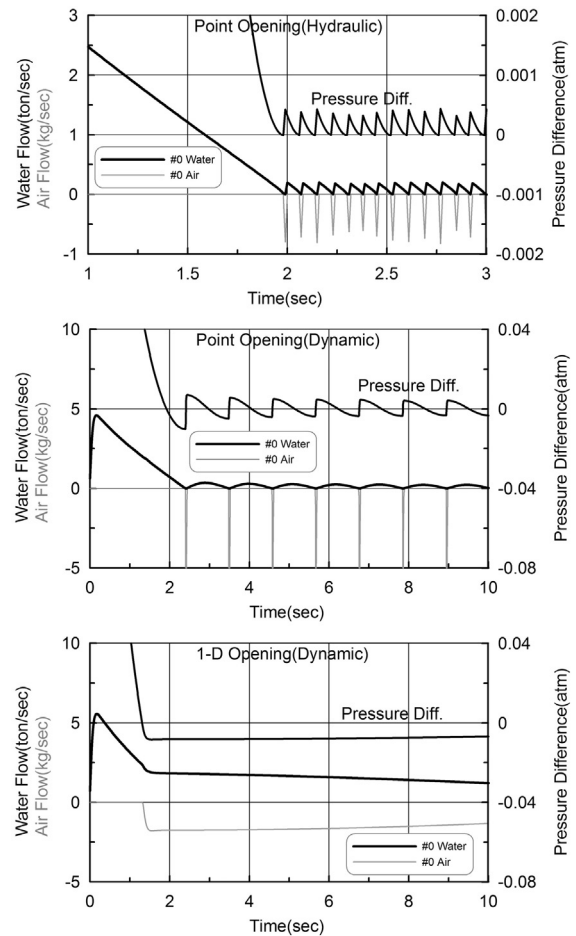 Point Opening(Hydraulic)
Water Flow(ton/sec)
Air Flow(kg/sec)
3
2
1
0
-1
Pressure Diff.
#0 Water
#0 Air
0.002
0.001
0
-0.001
-0.002
Pressure Difference(atm)
1
1.5
2
2.5
3
Time(sec)
Point Opening(Dynamic)
Water Flow(ton/sec)
Air Flow(kg/sec)
10
5
0
-5
Pressure Diff.
#0 Water
#0 Air
0.04
0
-0.04
-0.08
Pressure Difference(atm)
0
2
4
6
8
10
Time(sec)
1-D Opening(Dynamic)
Water Flow(ton/sec)
Air Flow(kg/sec)
10
5
0
-5
Pressure Diff.
#0 Water
#0 Air
0.04
0
-0.04
-0.08
Pressure Difference(atm)
0
2
4
6
8
10
Time(sec)